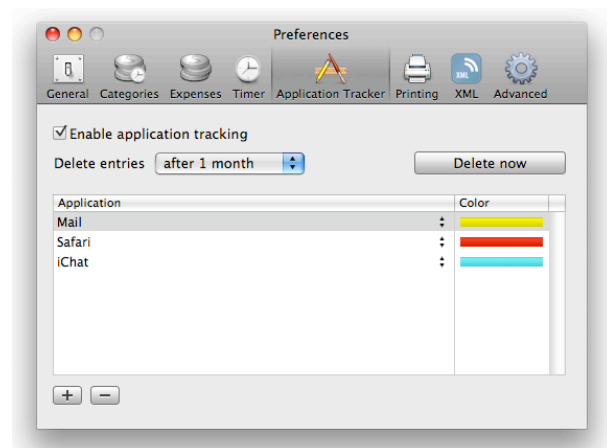 Preferences
General Categories Expenses Timer Application Tracker Printing XML Advanced
Enable application tracking
Delete entries after 1 month Delete now
Application Color
Mail
Safari
iChat